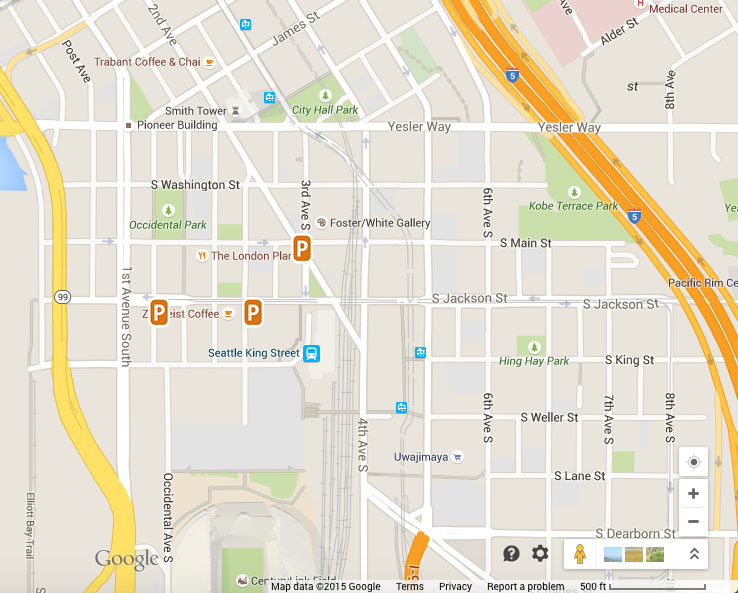 2nd Ave
James St
Ave
Alder St
H
Medical Center
Post Ave
Trabant Coffee & Chai
5
st
8th Ave
Smith Tower
City Hall Park
Pioneer Building
Yesler Way
Yesler Way
S Washington St
3rd Ave S
6th Ave S
Kobe Terrace Park
Occidental Park
Foster/White Gallery
5
P
S Main St
The London Plan
1st Avenue South
Pacific Rim Ce
99
S Jackson St
S Jackson St
P
eist Coffee
P
Seattle King Street
Hing Hay Park
S King St
6th Ave S
7th Ave S
8th Ave S
4th Ave S
S Weller St
Uwajimaya
S Lane St
Occidental Ave S
Elliott Bay Trail
S Dearborn St
Google
CenturyLink Field
Map data ©2015 Google
Terms
Privacy
Report a problem
500 ft